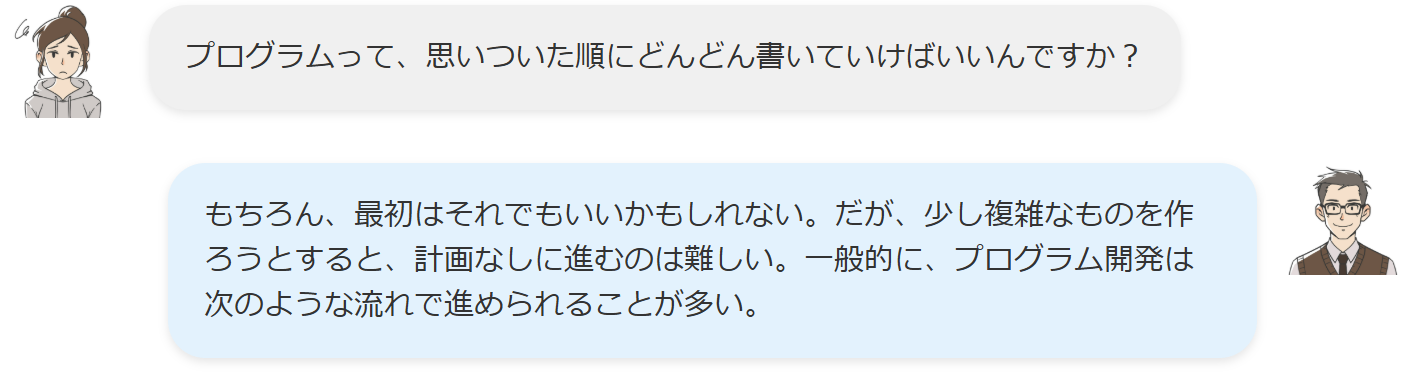 プログラムって、思いついた順にどんどん書いていけばいいんですか？
もちろん、最初はそれでもいいかもしれない。だが、少し複雑なものを作
ろうとすると、計画なしに進むのは難しい。一般的に、プログラム開発は
次のような流れで進められることが多い。